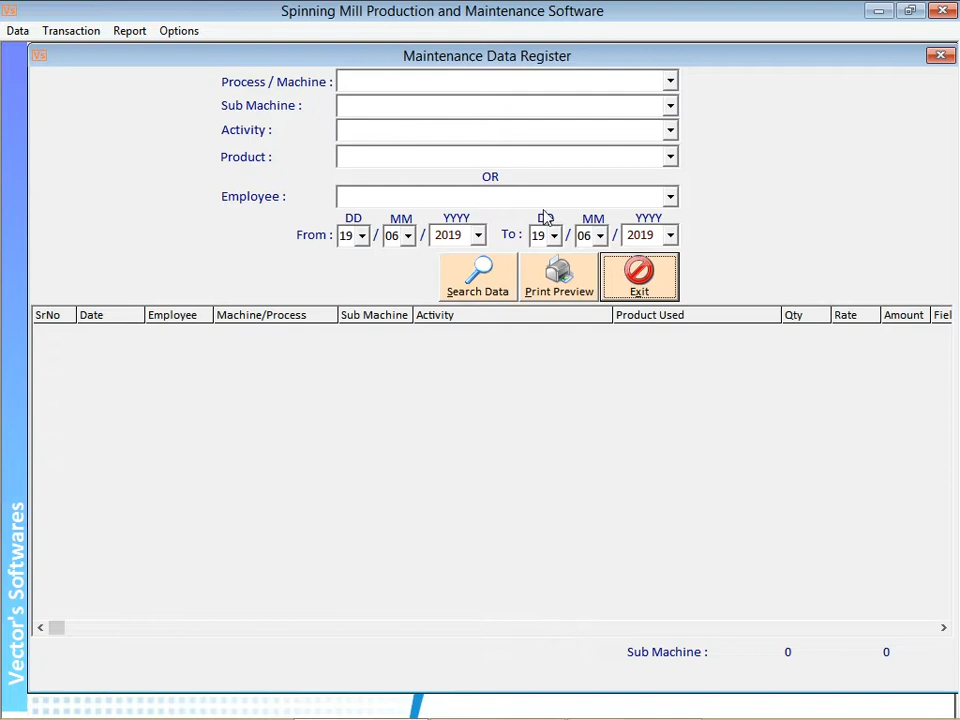 Vs Spinning Mill Production and Maintenance Software
Data Transaction Report Options
Vs Maintenance Data Register
Process / Machine :
Sub Machine :
Activity :
Product :
OR
Employee :
DD MM YYYY DD MM YYYY
From : 19 / 06 / 2019 To : 19 / 06 / 2019
Search Data Print Preview Exit
SrNo Date Employee Machine/Process Sub Machine Activity Product Used Qty Rate Amount Fiel
Sub Machine : 0 0
Vector's Softwares